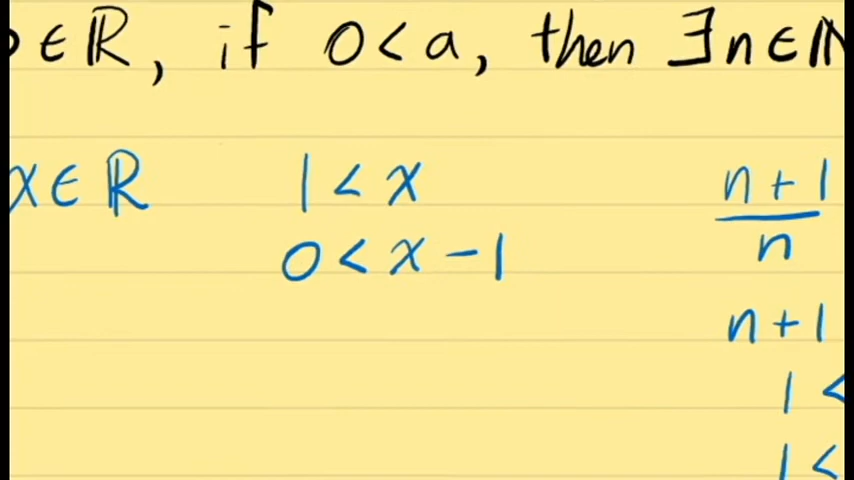 ∈ ℝ, if 0 < a, then ∃n ∈ ℕ
x ∈ ℝ 1 < x n + 1
0 < x - 1 n
n + 1
1 <
1 <